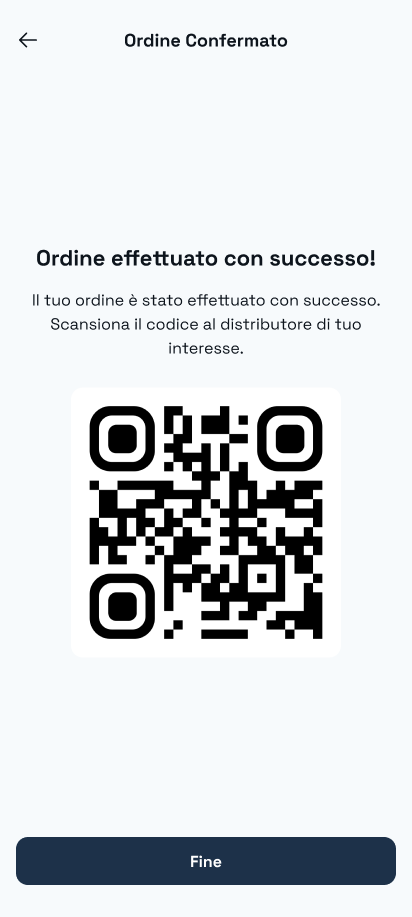 Ordine Confermato
Ordine effettuato con successo!
Il tuo ordine è stato effettuato con successo.
Scansiona il codice al distributore di tuo
interesse.
Fine